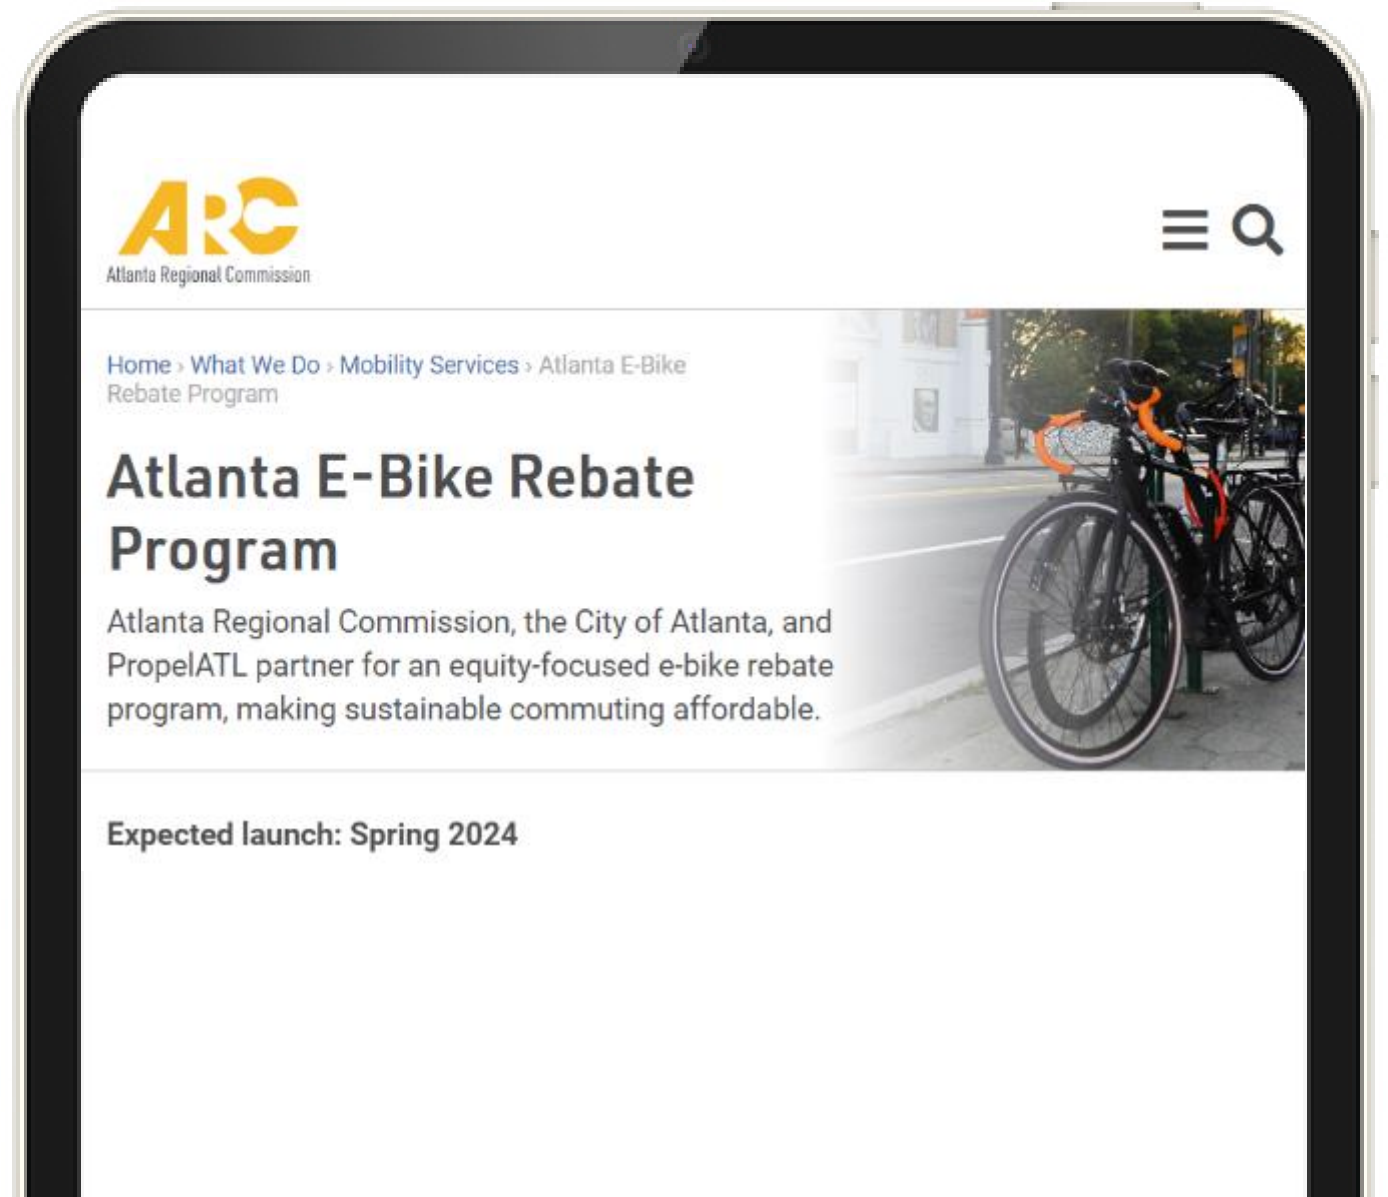 ARC
Atlanta Regional Commission
Home › What We Do › Mobility Services › Atlanta E-Bike
Rebate Program
Atlanta E-Bike Rebate
Program
Atlanta Regional Commission, the City of Atlanta, and
PropelATL partner for an equity-focused e-bike rebate
program, making sustainable commuting affordable.
Expected launch: Spring 2024